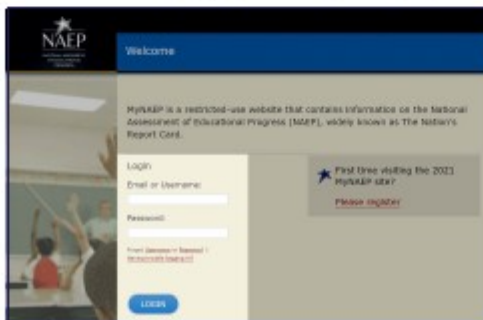 NAEP
Welcome
MyNAEP is a restricted-use website that contains information on the National
Assessment of Educational Progress (NAEP), widely known as The Nation's
Report Card.
Login
Email or Username:
Password:
First time visiting the 2021
MyNAEP site?
Please register
LOGIN